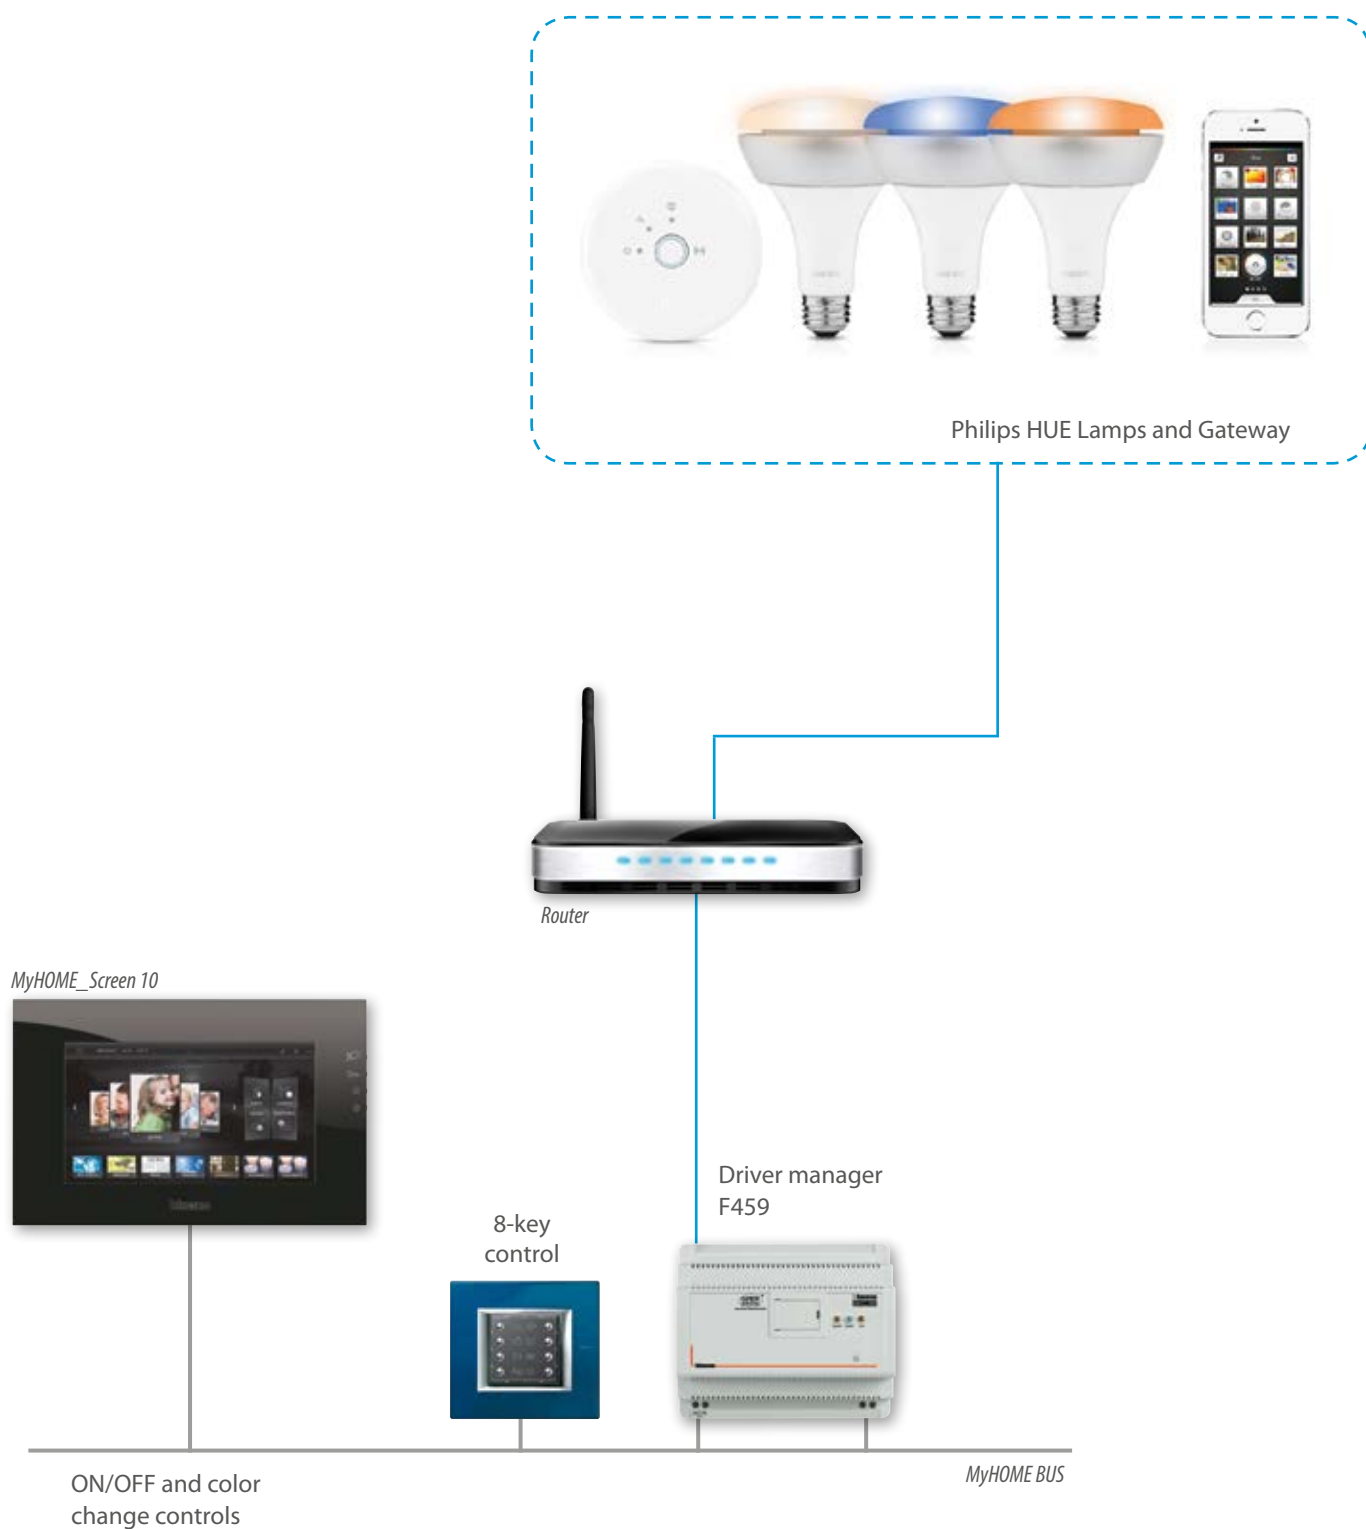 Philips HUE Lamps and Gateway
Router
MyHOME_Screen 10
Driver manager
F459
8-key
control
MyHOME BUS
ON/OFF and color
change controls